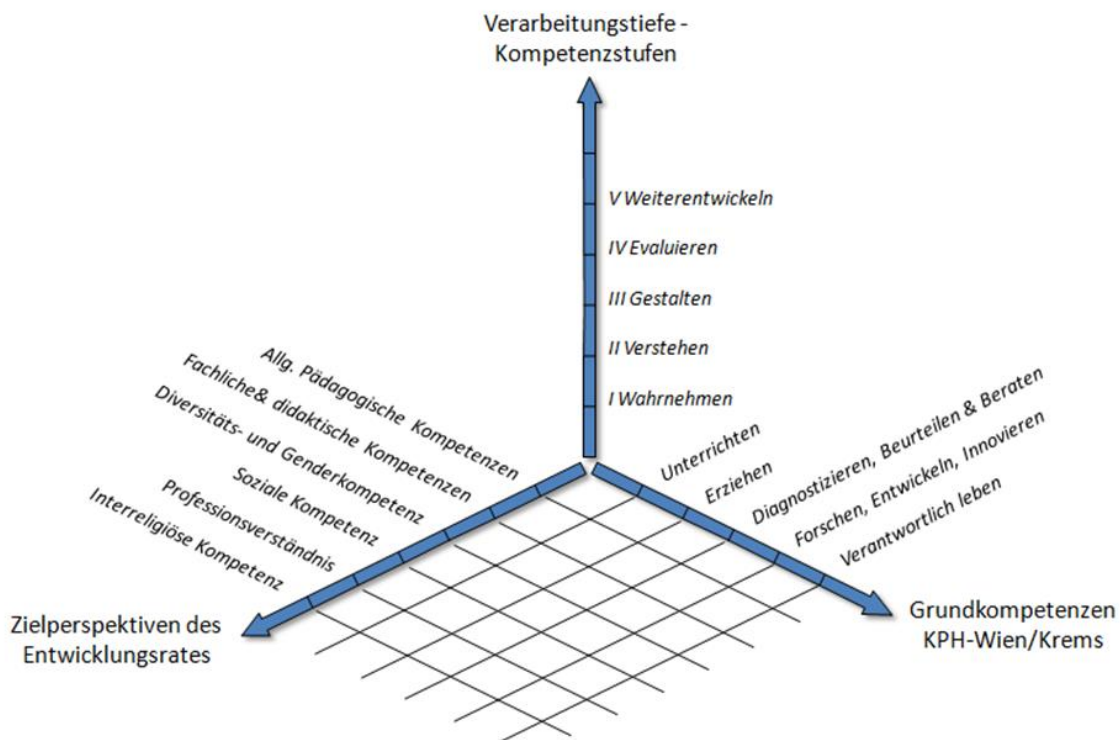 Verarbeitungstiefe -
Kompetenzstufen
V Weiterentwickeln
IV Evaluieren
III Gestalten
II Verstehen
I Wahrnehmen
Allg. Pädagogische Kompetenzen
Fachliche& didaktische Kompetenzen
Diversitäts- und Genderkompetenz
Soziale Kompetenz
Professionsverständnis
Interreligiöse Kompetenz
Unterrichten
Erziehen
Diagnostizieren, Beurteilen & Beraten
Forschen, Entwickeln, Innovieren
Verantwortlich leben
Zielperspektiven des
Entwicklungsrates
Grundkompetenzen
KPH-Wien/Krems